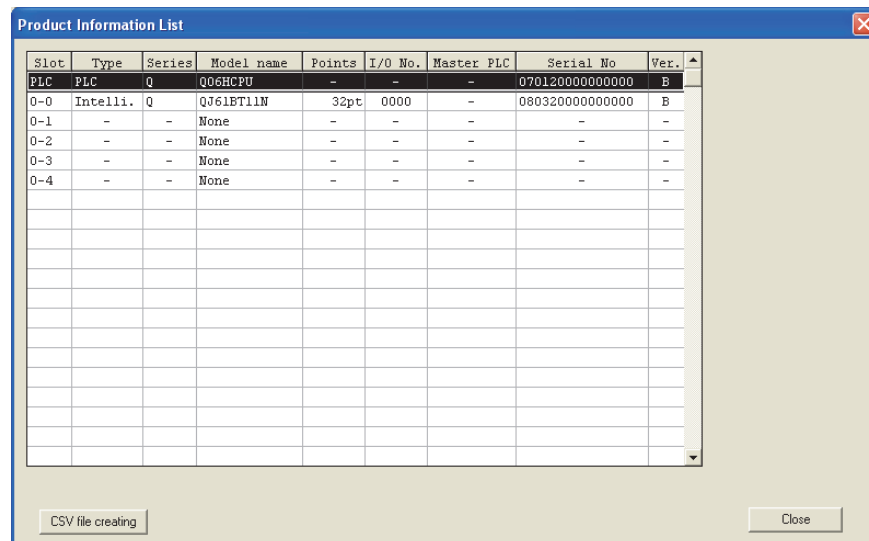 Product Information List
Slot Type Series Model name Points I/O No. Master PLC Serial No Ver.
PLC PLC Q Q06HCPU - - - 070120000000000 B
0-0 Intelli. Q QJ61BT11N 32pt 0000 - 080320000000000 B
0-1 - - None - - - - -
0-2 - - None - - - - -
0-3 - - None - - - - -
0-4 - - None - - - - -
CSV file creating Close